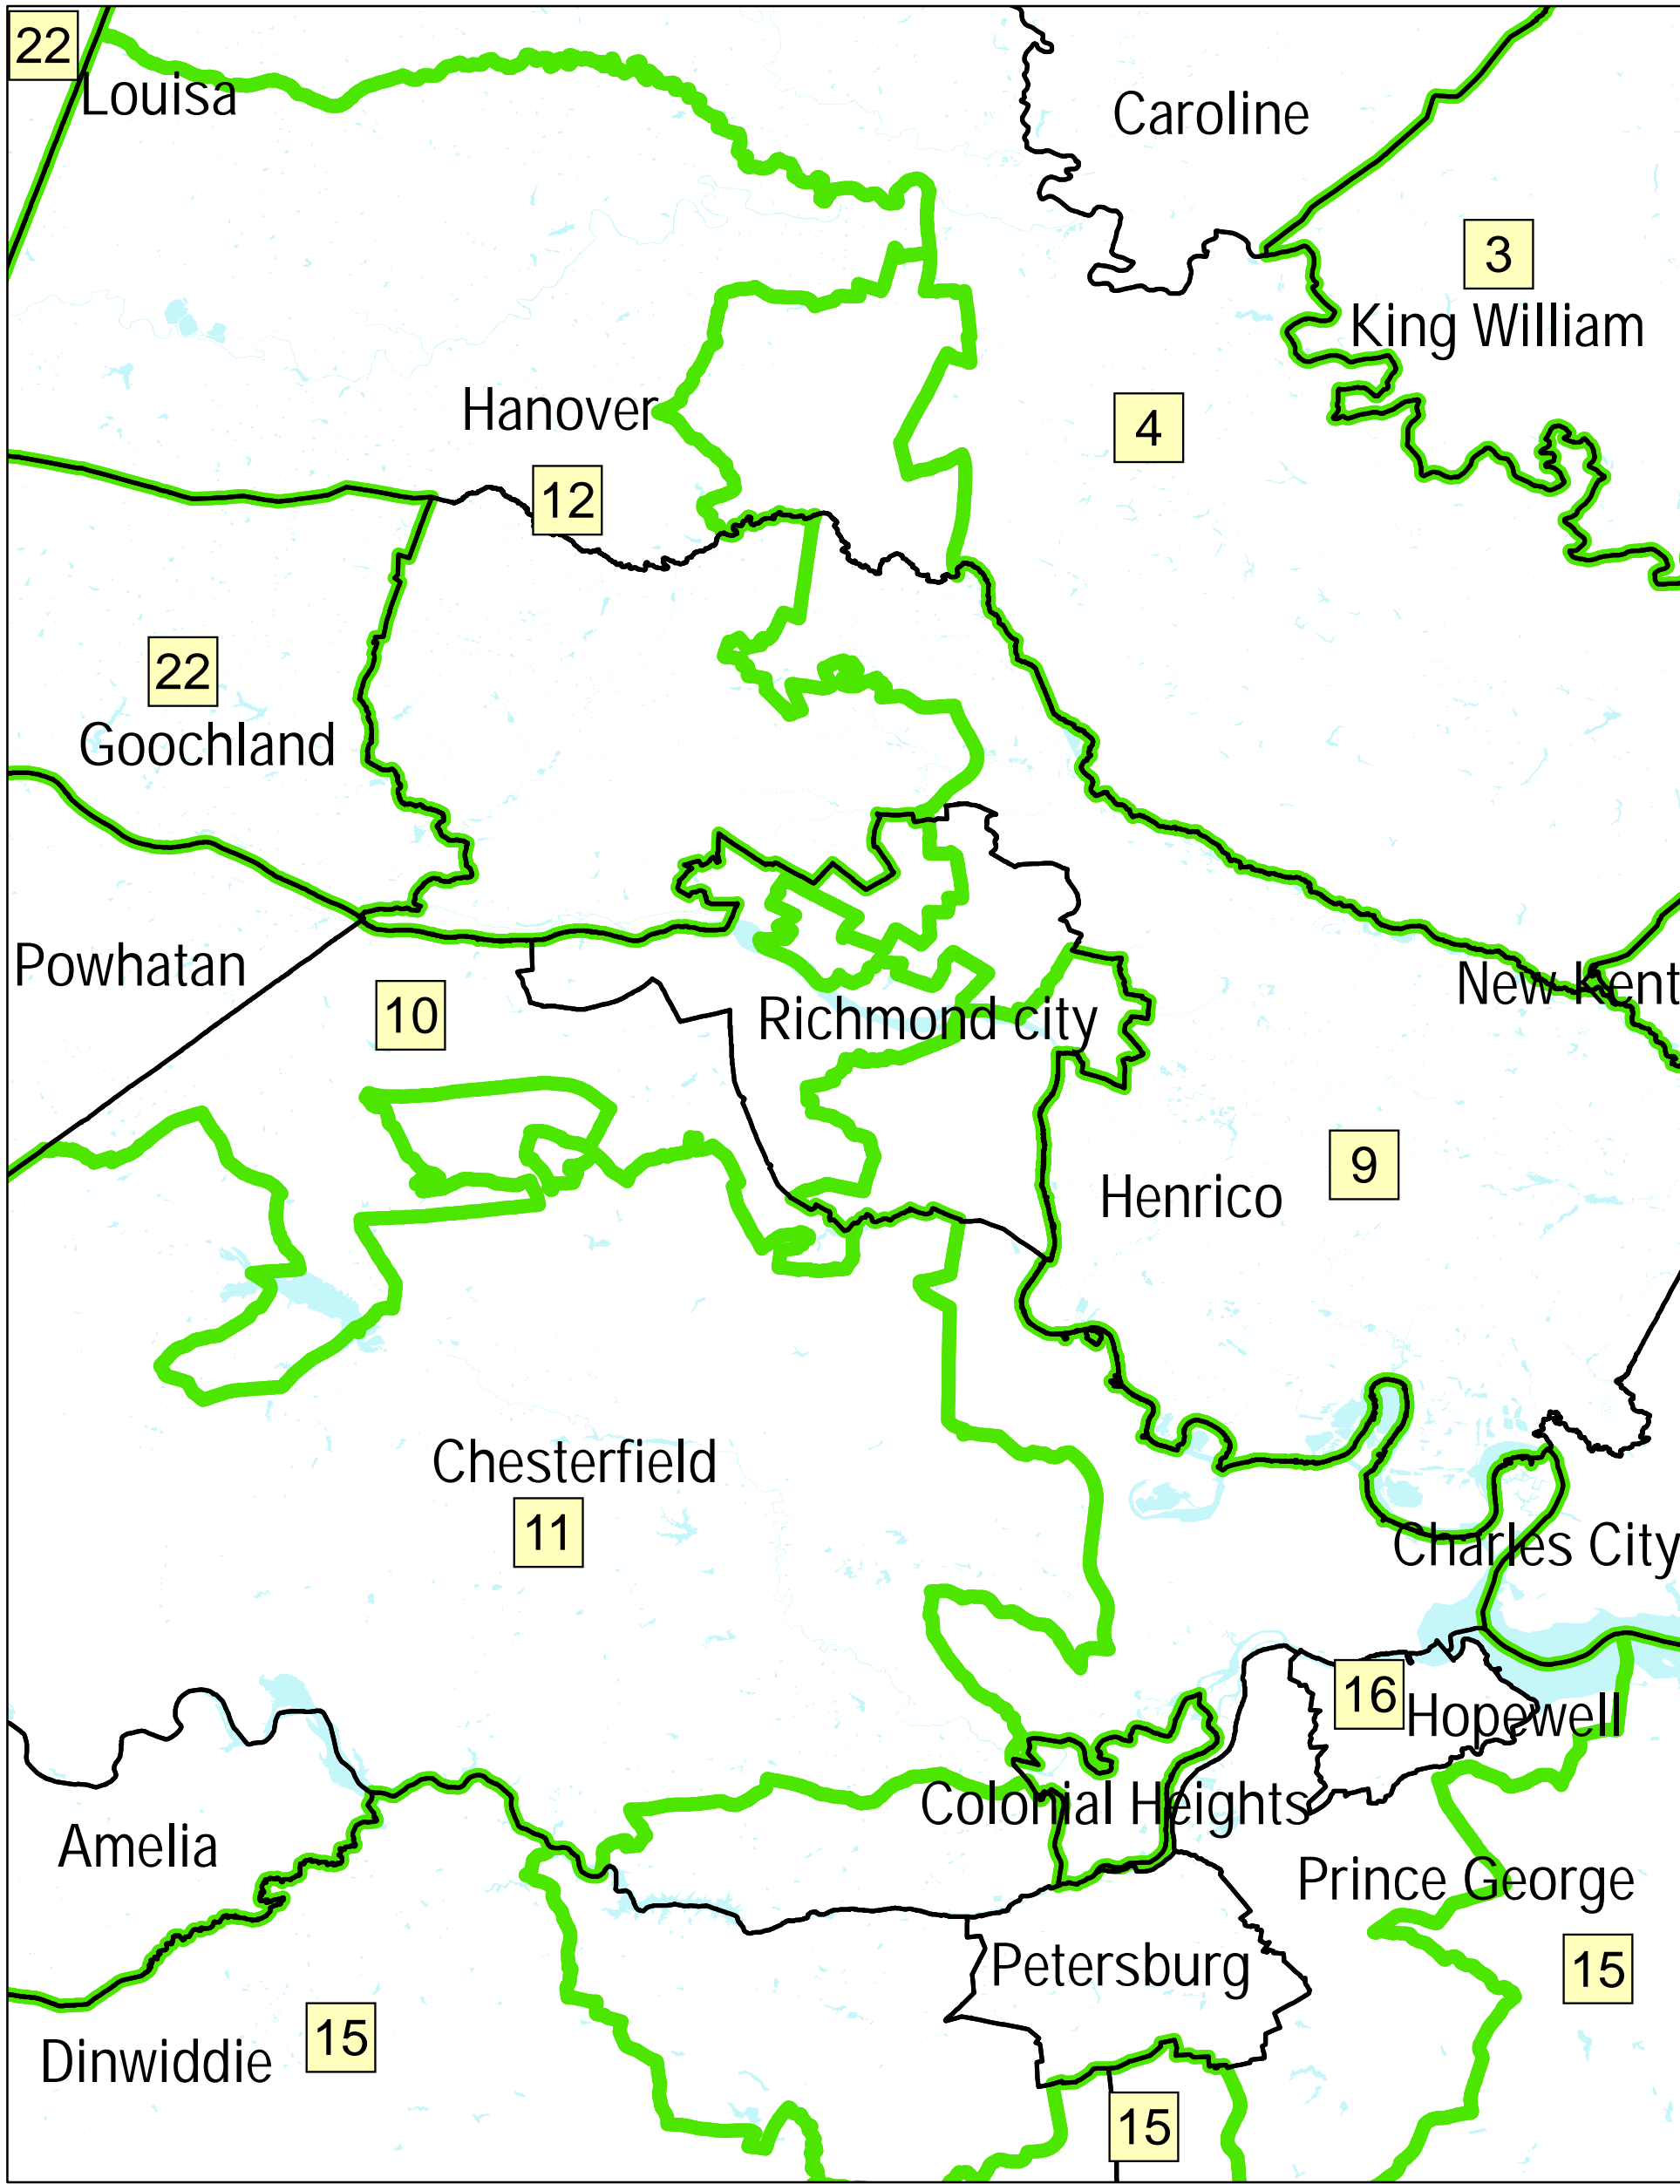 22
Louisa
Caroline
3
King William
Hanover
4
12
22
Goochland
Powhatan
New Kent
10
Richmond city
9
Henrico
Chesterfield
11
Charles City
16
Hopewell
Colonial Heights
Amelia
Prince George
Petersburg
15
15
Dinwiddie
15